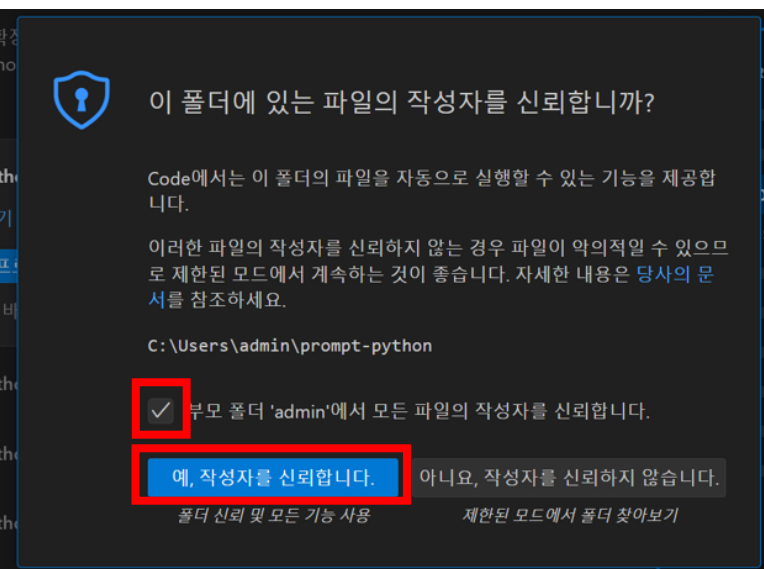 이 폴더에 있는 파일의 작성자를 신뢰합니까?
Code에서는 이 폴더의 파일을 자동으로 실행할 수 있는 기능을 제공합
니다.
이러한 파일의 작성자를 신뢰하지 않는 경우 파일이 악의적일 수 있으므
로 제한된 모드에서 계속하는 것이 좋습니다. 자세한 내용은 당사의 문
서를 참조하세요.
C:\Users\admin\prompt-python
부모 폴더 'admin'에서 모든 파일의 작성자를 신뢰합니다.
예, 작성자를 신뢰합니다. 아니요, 작성자를 신뢰하지 않습니다.
폴더 신뢰 및 모든 기능 사용 제한된 모드에서 폴더 찾아보기